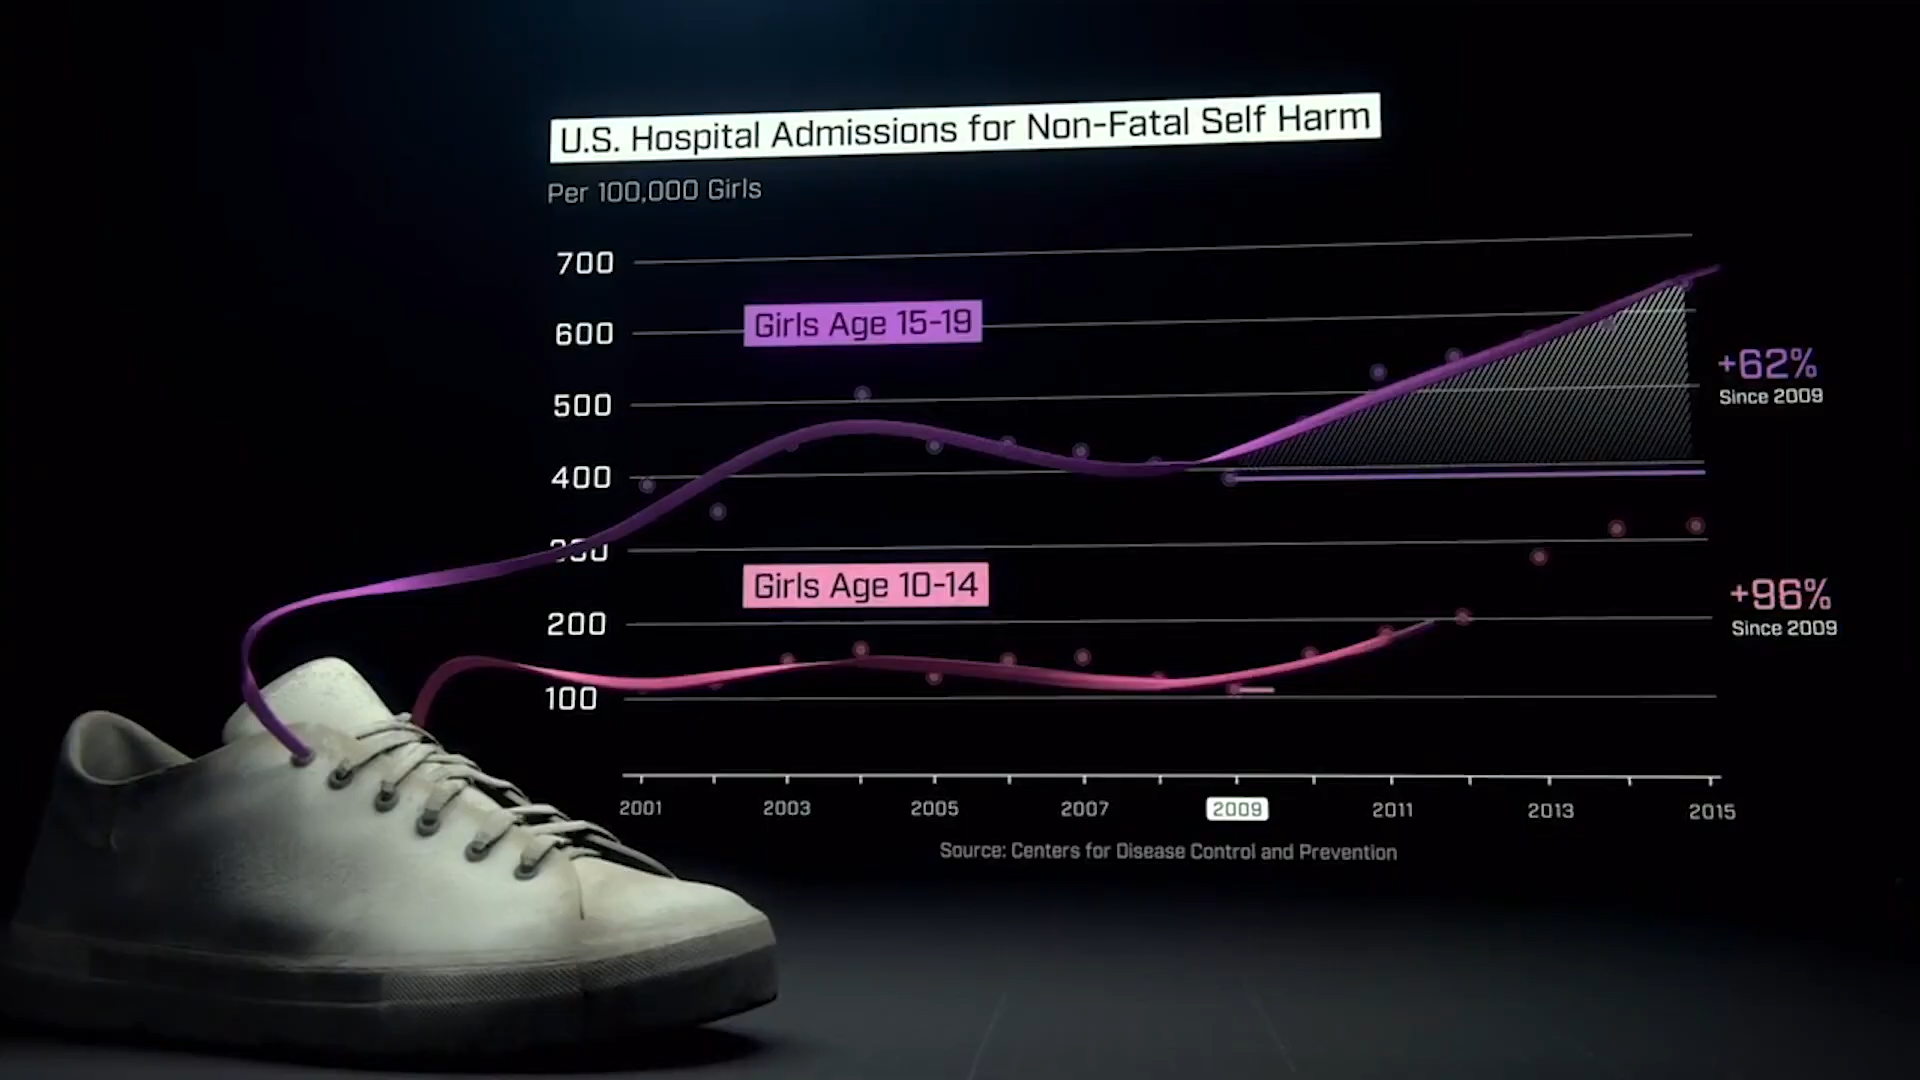 U.S. Hospital Admissions for Non-Fatal Self Harm
Per 100,000 Girls
700
600
500
400
300
200
100
Girls Age 15-19
Girls Age 10-14
+62%
Since 2009
+96%
Since 2009
2001 2003 2005 2007 2009 2011 2013 2015
Source: Centers for Disease Control and Prevention